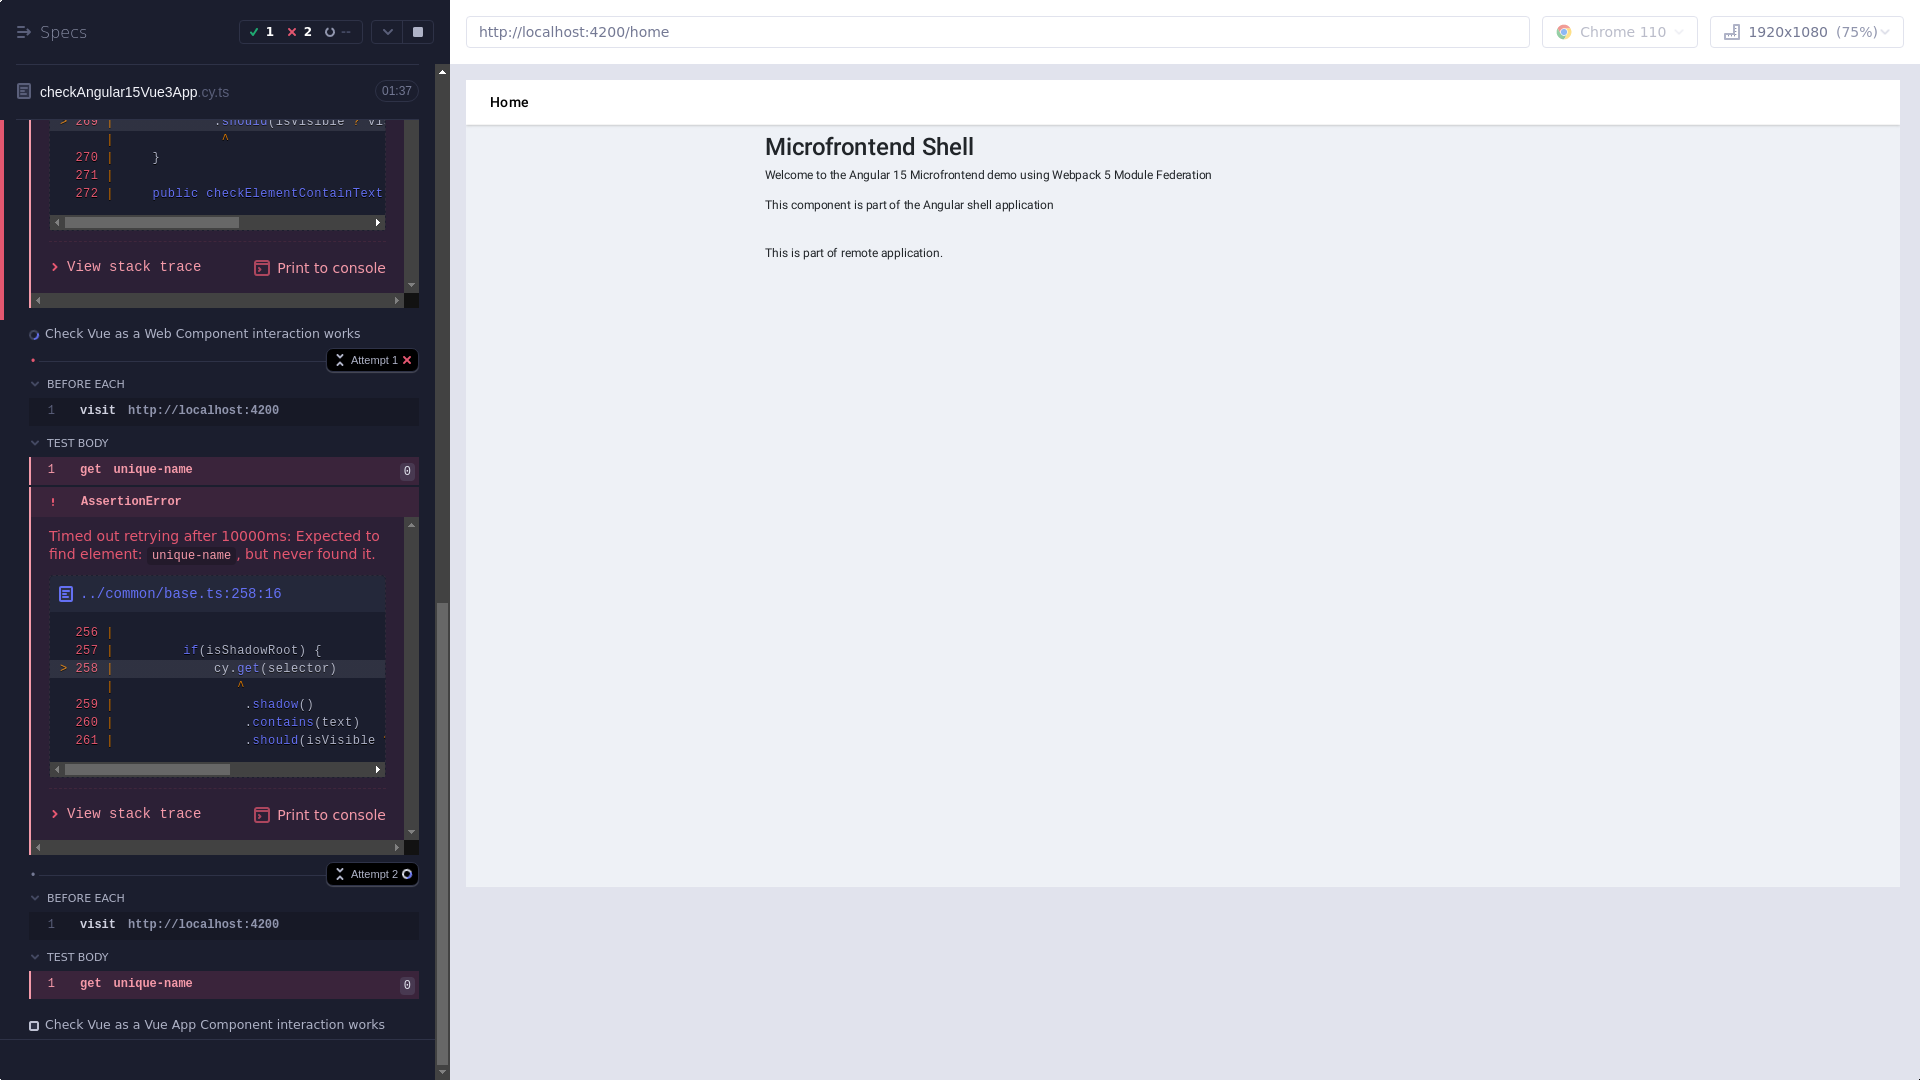 Specs
1 2 --
checkAngular15Vue3App.cy.ts 01:37
> 269 | .should(isVisible ? vi
| ^
270 | }
271 |
272 | public checkElementContainText
View stack trace Print to console
Check Vue as a Web Component interaction works
Attempt 1
BEFORE EACH
1 visit http://localhost:4200
TEST BODY
1 get unique-name 0
! AssertionError
Timed out retrying after 10000ms: Expected to
find element: unique-name, but never found it.
../common/base.ts:258:16
256 |
257 | if(isShadowRoot) {
> 258 | cy.get(selector)
| ^
259 | .shadow()
260 | .contains(text)
261 | .should(isVisible
View stack trace Print to console
Attempt 2
BEFORE EACH
1 visit http://localhost:4200
TEST BODY
1 get unique-name 0
Check Vue as a Vue App Component interaction works
http://localhost:4200/home
Chrome 110
1920x1080 (75%)
Home
Microfrontend Shell
Welcome to the Angular 15 Microfrontend demo using Webpack 5 Module Federation
This component is part of the Angular shell application
This is part of remote application.